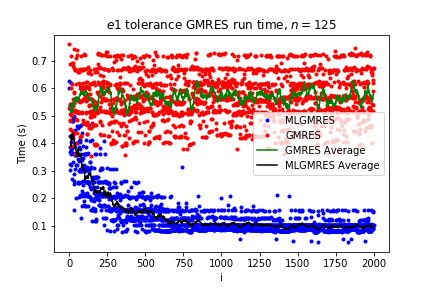 e1 tolerance GMRES run time, n = 125
Time (s)
0.7
0.6
0.5
0.4
0.3
0.2
0.1
MLGMRES
GMRES
GMRES Average
MLGMRES Average
0 250 500 750 1000 1250 1500 1750 2000
i